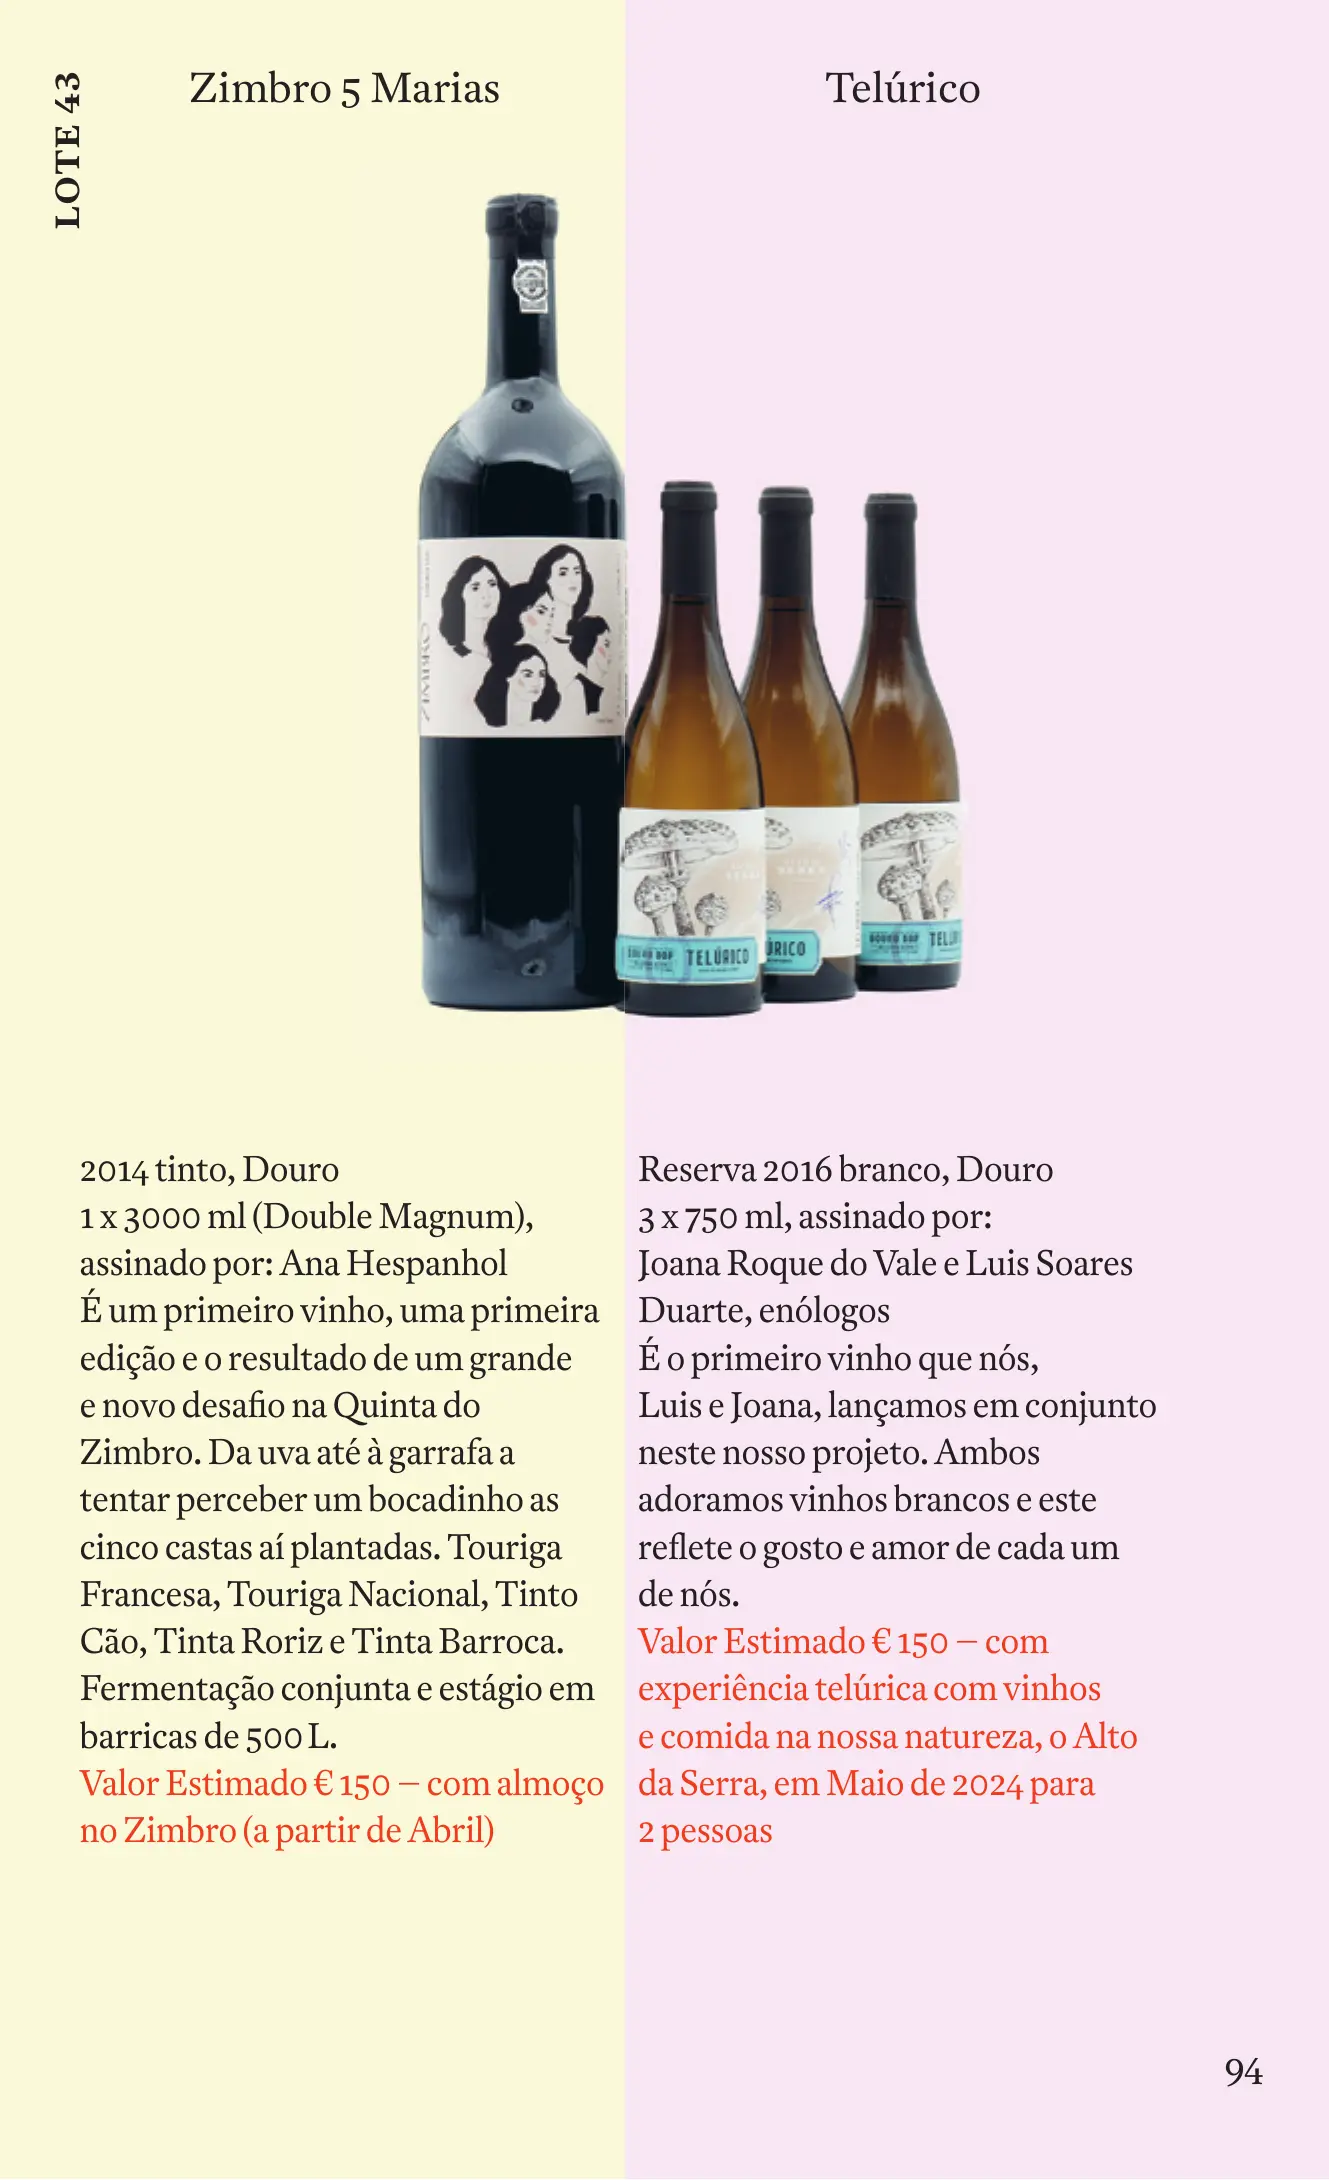 LOTE 43
Zimbro 5 Marias
Telúrico
ZIMBRO
DOURO DOP
TELÚRICO
ÚRICO
DOURO DOP
TELÚ
2014 tinto, Douro
1 x 3000 ml (Double Magnum),
assinado por: Ana Hespanhol
É um primeiro vinho, uma primeira
edição e o resultado de um grande
e novo desafio na Quinta do
Zimbro. Da uva até à garrafa a
tentar perceber um bocadinho as
cinco castas aí plantadas. Touriga
Francesa, Touriga Nacional, Tinto
Cão, Tinta Roriz e Tinta Barroca.
Fermentação conjunta e estágio em
barricas de 500 L.
Valor Estimado € 150 – com almoço
no Zimbro (a partir de Abril)
Reserva 2016 branco, Douro
3 x 750 ml, assinado por:
Joana Roque do Vale e Luis Soares
Duarte, enólogos
É o primeiro vinho que nós,
Luis e Joana, lançamos em conjunto
neste nosso projeto. Ambos
adoramos vinhos brancos e este
reflete o gosto e amor de cada um
de nós.
Valor Estimado € 150 – com
experiência telúrica com vinhos
e comida na nossa natureza, o Alto
da Serra, em Maio de 2024 para
2 pessoas
94